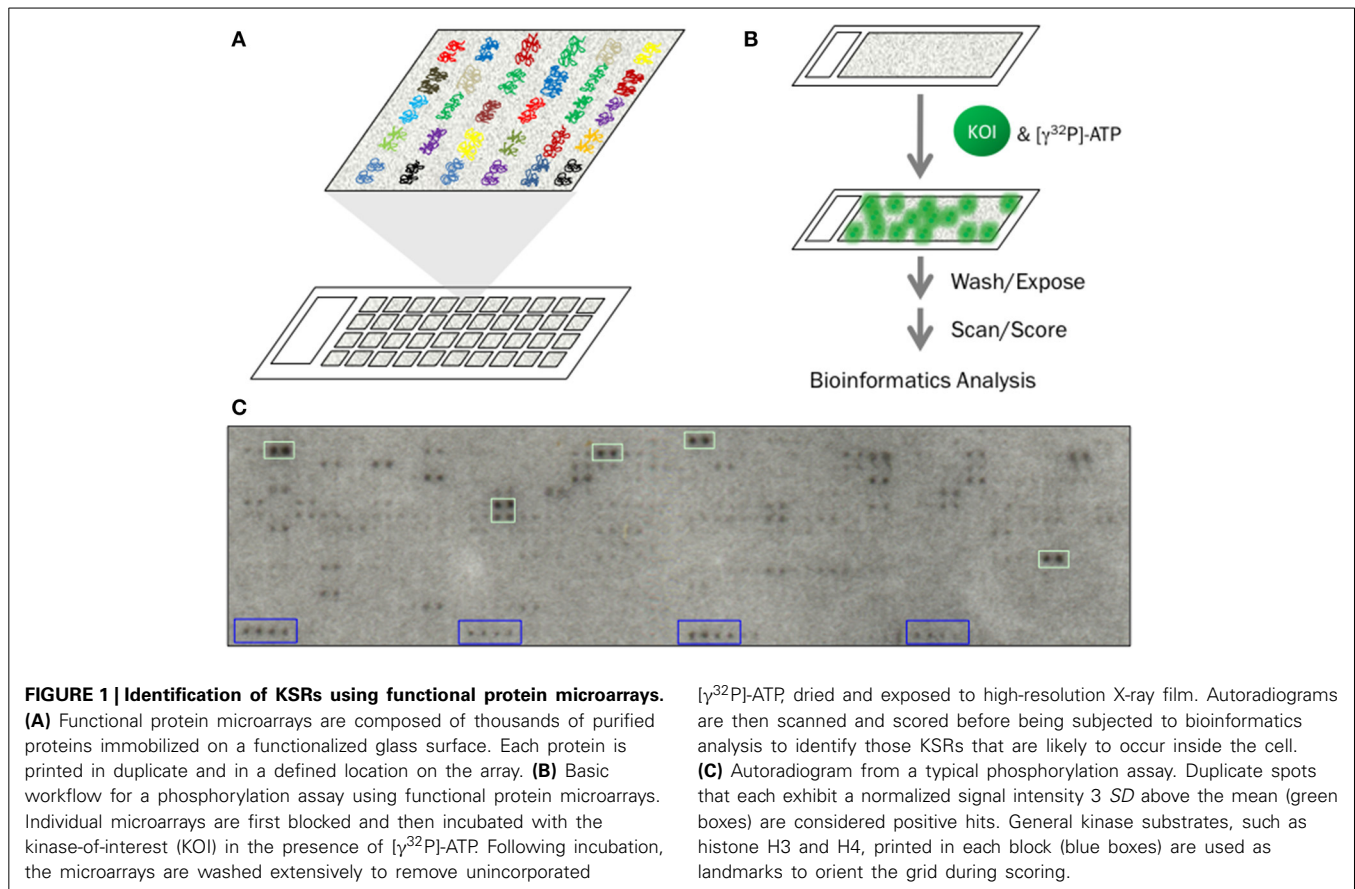 A
B
KOI & [γ³²P]-ATP
Wash/Expose
Scan/Score
Bioinformatics Analysis
C
FIGURE 1 | Identification of KSRs using functional protein microarrays.
(A) Functional protein microarrays are composed of thousands of purified
proteins immobilized on a functionalized glass surface. Each protein is
printed in duplicate and in a defined location on the array. (B) Basic
workflow for a phosphorylation assay using functional protein microarrays.
Individual microarrays are first blocked and then incubated with the
kinase-of-interest (KOI) in the presence of [γ³²P]-ATP. Following incubation,
the microarrays are washed extensively to remove unincorporated
[γ³²P]-ATP, dried and exposed to high-resolution X-ray film. Autoradiograms
are then scanned and scored before being subjected to bioinformatics
analysis to identify those KSRs that are likely to occur inside the cell.
(C) Autoradiogram from a typical phosphorylation assay. Duplicate spots
that each exhibit a normalized signal intensity 3 SD above the mean (green
boxes) are considered positive hits. General kinase substrates, such as
histone H3 and H4, printed in each block (blue boxes) are used as
landmarks to orient the grid during scoring.